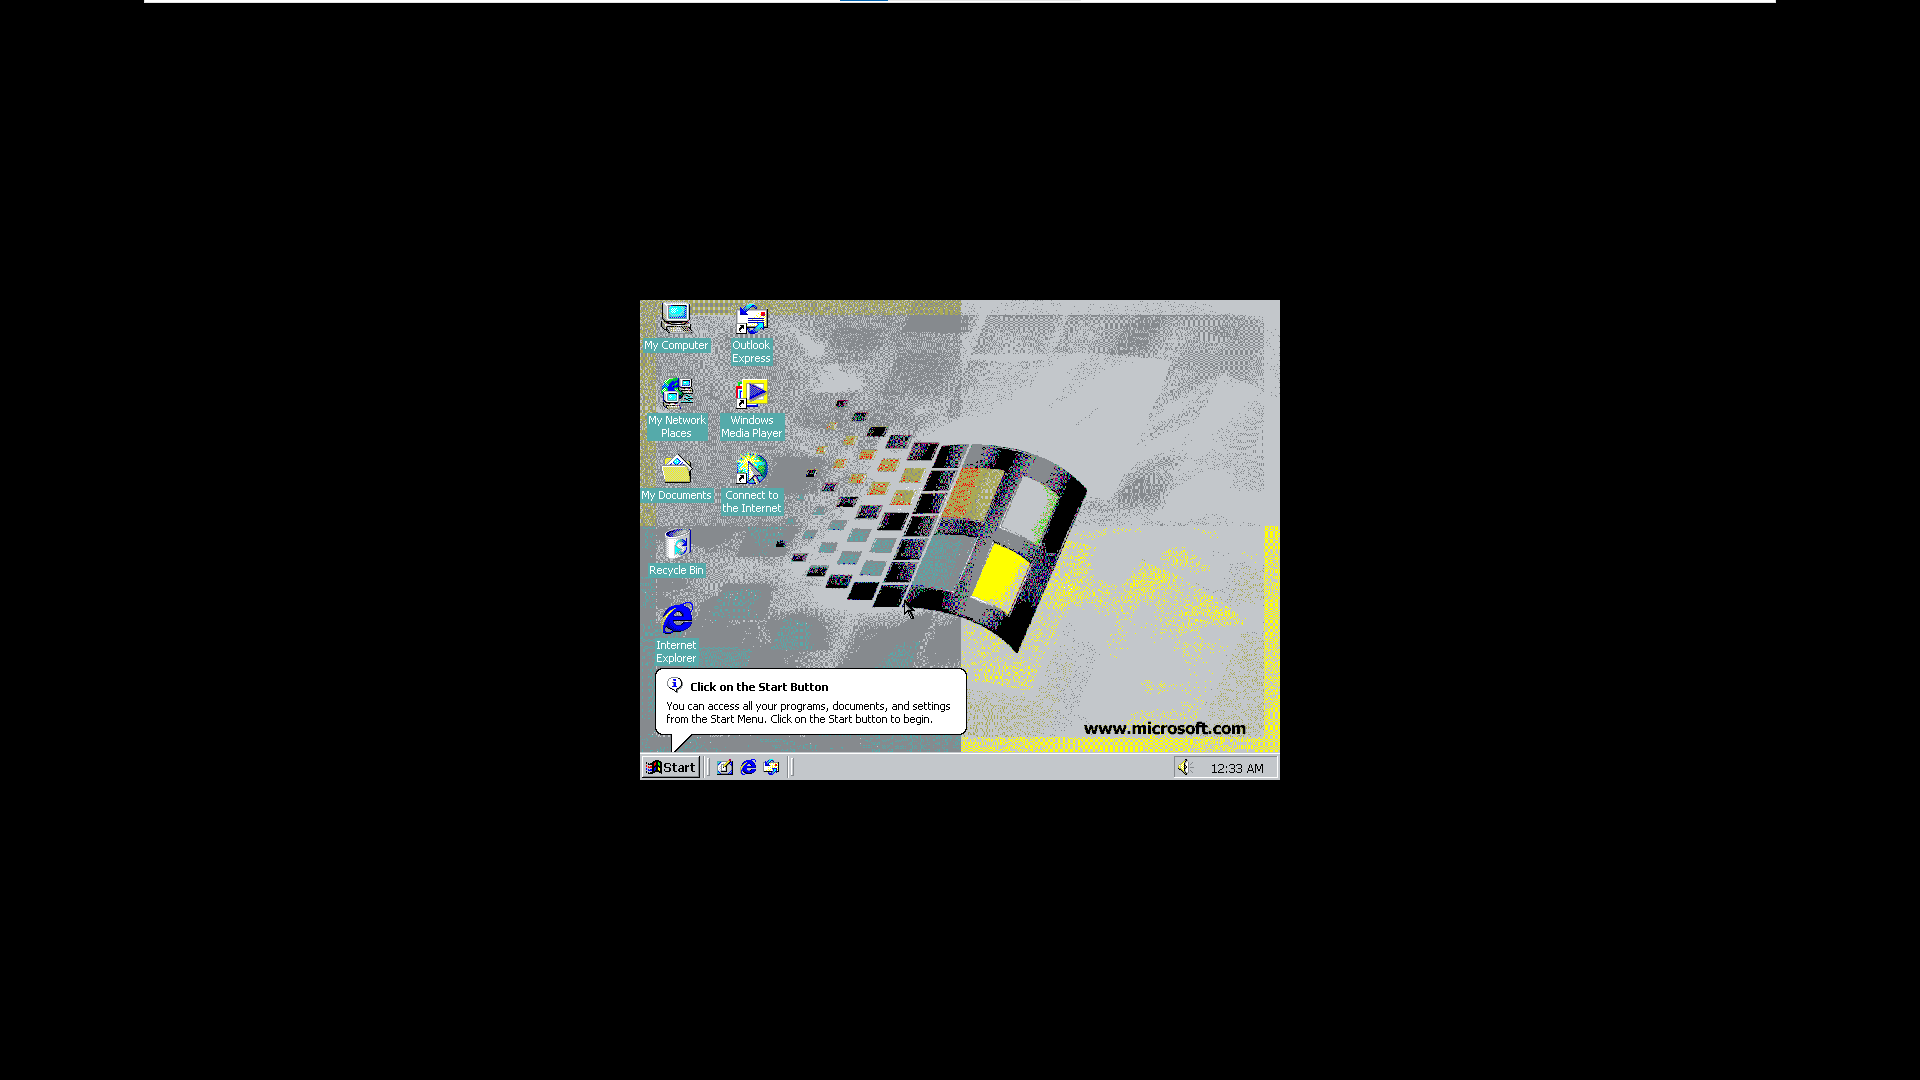 My Computer
Outlook
Express
My Network
Places
Windows
Media Player
My Documents
Connect to
the Internet
Recycle Bin
Internet
Explorer
Click on the Start Button
You can access all your programs, documents, and settings
from the Start Menu. Click on the Start button to begin.
www.microsoft.com
Start
12:33 AM